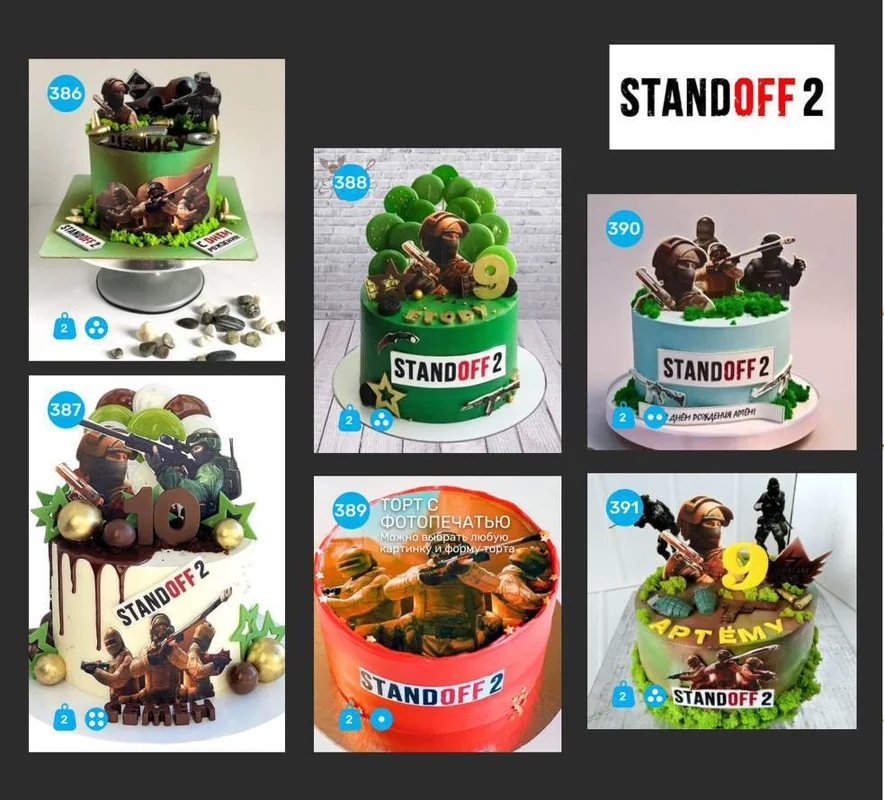 STANDOFF 2
386
ДЕНИСУ
STANDOFF 2
С ДНЁМ
РОЖДЕНИЯ
2
387
10
STANDOFF 2
СЕМЕН
2
388
9
ЕГОРУ
STANDOFF 2
2
389
ТОРТ С
ФОТОПЕЧАТЬЮ
Можно выбрать любую
картинку и форму торта
STANDOFF 2
2
390
STANDOFF 2
ДНЁМ РОЖДЕНИЯ АРТЁМ!
2
391
9
АРТЁМУ
STANDOFF 2
2